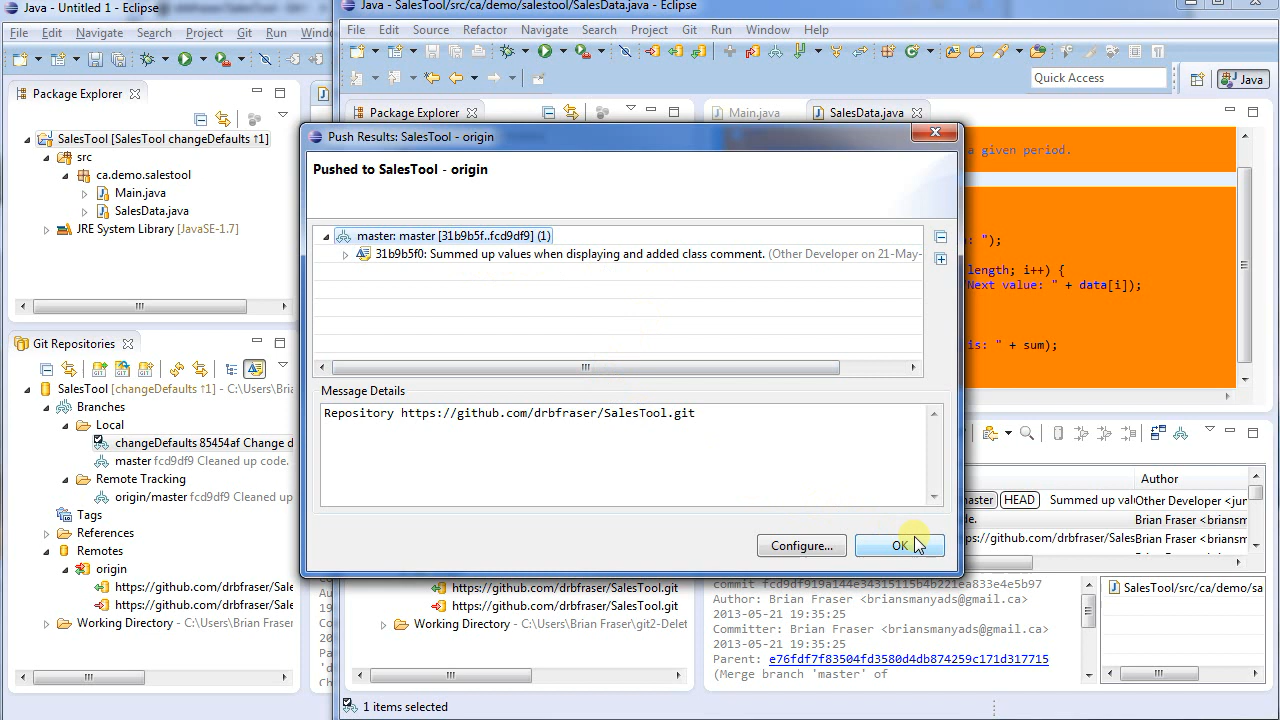 Java - Untitled 1 - Eclipse
File Edit Navigate Search Project Git Run Window
Package Explorer
SalesTool [SalesTool changeDefaults ↑1]
src
ca.demo.salestool
Main.java
SalesData.java
JRE System Library [JavaSE-1.7]
Git Repositories
SalesTool [changeDefaults ↑1] - C:\Users\Bria
Branches
Local
changeDefaults 85454af Change d
master fcd9df9 Cleaned up code.
Remote Tracking
origin/master fcd9df9 Cleaned up
Tags
References
Remotes
origin
https://github.com/drbfraser/Sale
https://github.com/drbfraser/Sale
Working Directory - C:\Users\Brian Fraser
Java - SalesTool/src/ca/demo/salestool/SalesData.java - Eclipse
File Edit Source Refactor Navigate Search Project Git Run Window Help
Quick Access
Java
Package Explorer
Main.java
SalesData.java
a given period.
: ");
length; i++) {
Next value: " + data[i]);
is: " + sum);
Push Results: SalesTool - origin
Pushed to SalesTool - origin
master: master [31b9b5f..fcd9df9] (1)
31b9b5f0: Summed up values when displaying and added class comment. (Other Developer on 21-May-
Message Details
Repository https://github.com/drbfraser/SalesTool.git
Configure...
OK
Author
master HEAD Summed up val Other Developer <jun
de. Brian Fraser <briansm
ps://github.com/drbfraser/SalesT Brian Fraser <briansm
https://github.com/drbfraser/SalesTool.git
https://github.com/drbfraser/SalesTool.git
Working Directory - C:\Users\Brian Fraser\git2-Delet
commit fcd9df919a144e34315115b4b221ea833e4e5b97
Author: Brian Fraser <briansmanyads@gmail.ca>
2013-05-21 19:35:25
Committer: Brian Fraser <briansmanyads@gmail.ca>
2013-05-21 19:35:25
Parent: e76fdf7f83504fd3580d4db874259c171d317715
(Merge branch 'master' of
SalesTool/src/ca/demo/sa
1 items selected